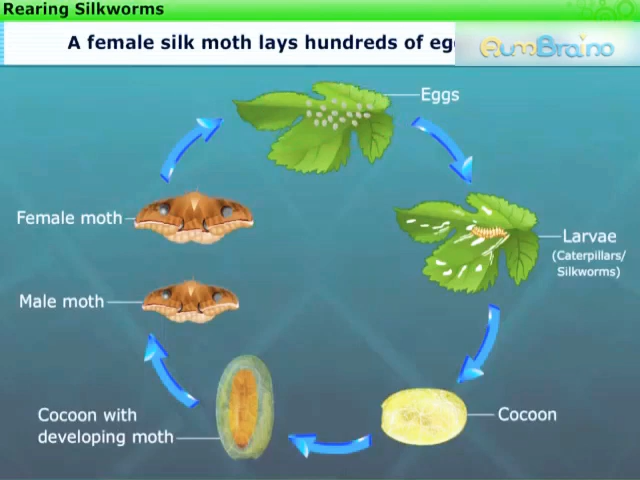 Rearing Silkworms
A female silk moth lays hundreds of
AumBraino
Eggs
Female moth
Larvae
(Caterpillars/
Silkworms)
Male moth
Cocoon with
developing moth
Cocoon